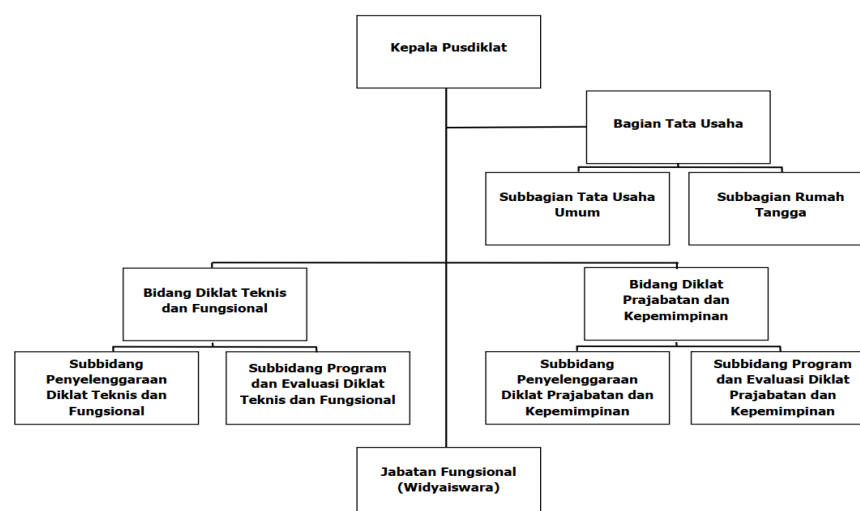 Kepala Pusdiklat
Bagian Tata Usaha
Subbagian Tata Usaha
Umum
Subbagian Rumah
Tangga
Bidang Diklat Teknis
dan Fungsional
Bidang Diklat
Prajabatan dan
Kepemimpinan
Subbidang
Penyelenggaraan
Diklat Teknis dan
Fungsional
Subbidang Program
dan Evaluasi Diklat
Teknis dan Fungsional
Subbidang
Penyelenggaraan
Diklat Prajabatan dan
Kepemimpinan
Subbidang Program
dan Evaluasi Diklat
Prajabatan dan
Kepemimpinan
Jabatan Fungsional
(Widyaiswara)